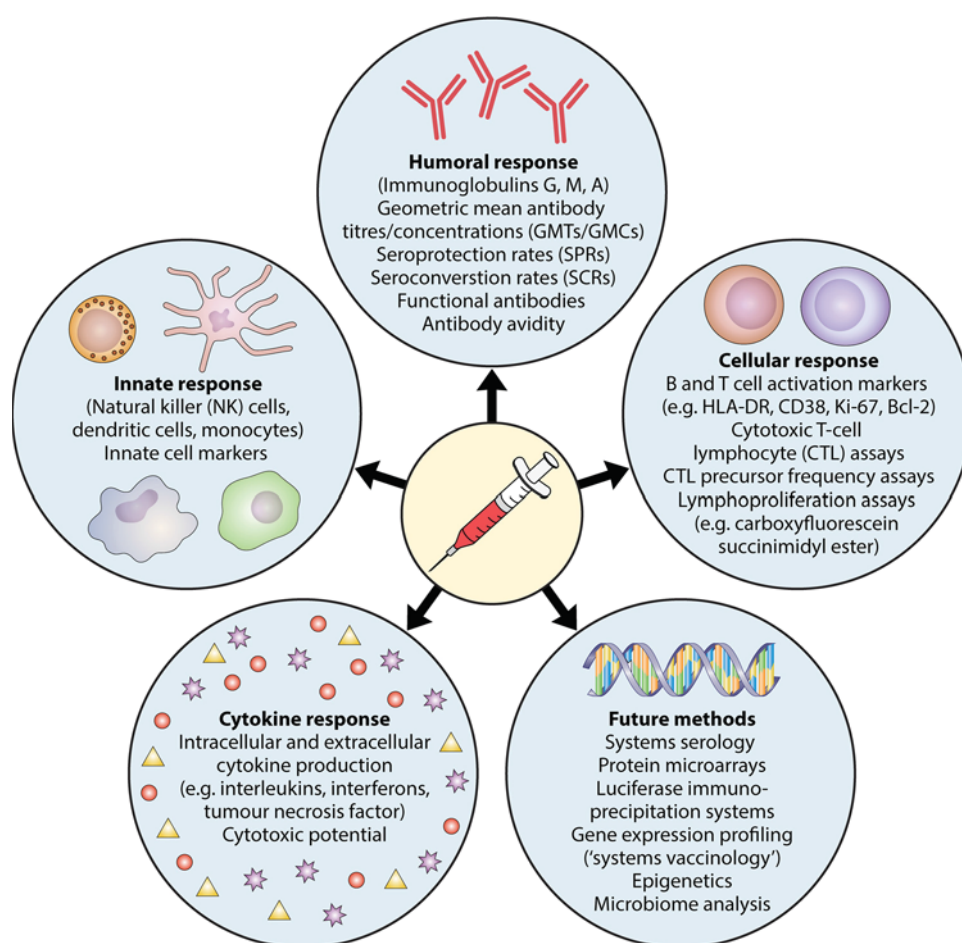 Humoral response
(Immunoglobulins G, M, A)
Geometric mean antibody
titres/concentrations (GMTs/GMCs)
Seroprotection rates (SPRs)
Seroconverstion rates (SCRs)
Functional antibodies
Antibody avidity
Innate response
(Natural killer (NK) cells,
dendritic cells, monocytes)
Innate cell markers
Cellular response
B and T cell activation markers
(e.g. HLA-DR, CD38, Ki-67, Bcl-2)
Cytotoxic T-cell
lymphocyte (CTL) assays
CTL precursor frequency assays
Lymphoproliferation assays
(e.g. carboxyfluorescein
succinimidyl ester)
Cytokine response
Intracellular and extracellular
cytokine production
(e.g. interleukins, interferons,
tumour necrosis factor)
Cytotoxic potential
Future methods
Systems serology
Protein microarrays
Luciferase immuno-
precipitation systems
Gene expression profiling
(‘systems vaccinology’)
Epigenetics
Microbiome analysis